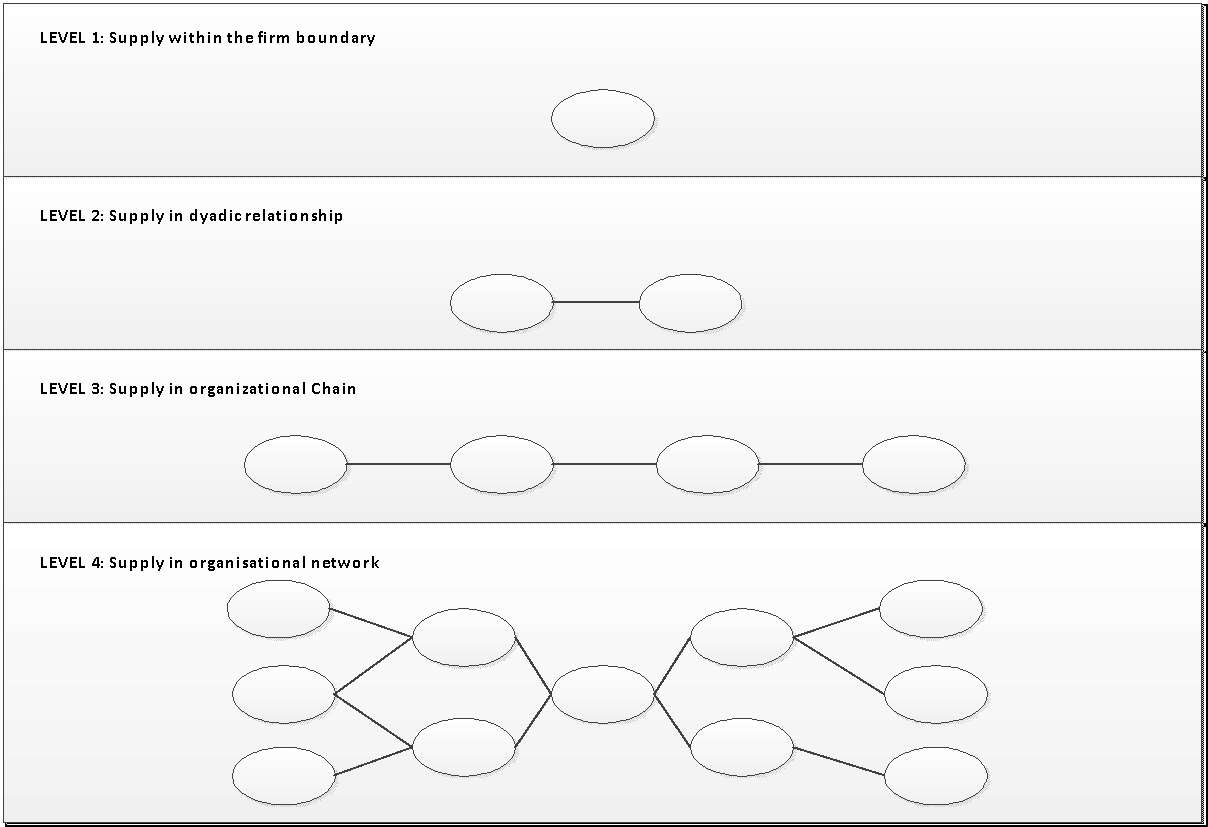 LEVEL 1: Supply within the firm boundary
LEVEL 2: Supply in dyadic relationship
LEVEL 3: Supply in organizational Chain
LEVEL 4: Supply in organisational network